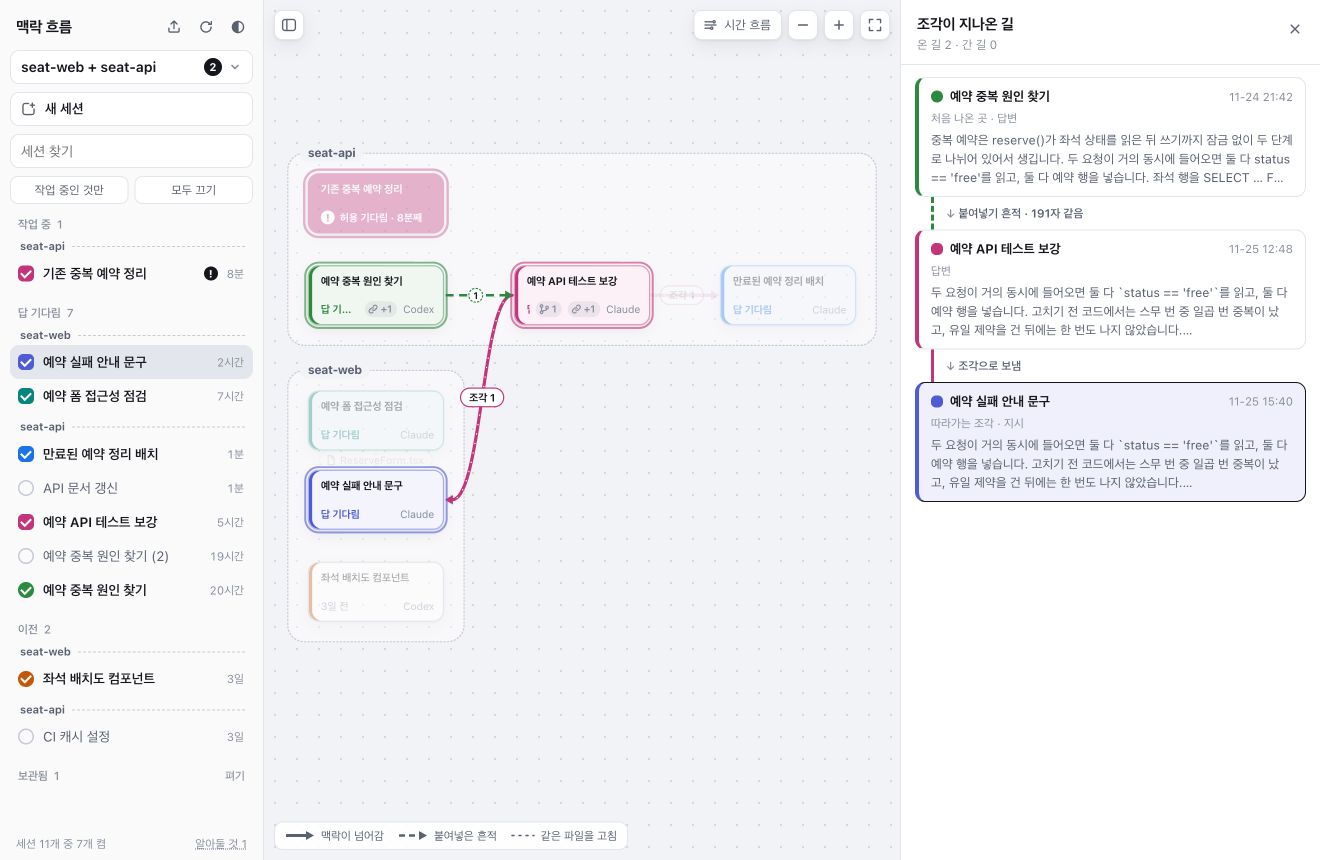 맥락 흐름
seat-web + seat-api
2
새 세션
세션 찾기
작업 중인 것만
모두 끄기
작업 중 1
seat-api
기존 중복 예약 정리
!
8분
답 기다림 7
seat-web
예약 실패 안내 문구
2시간
예약 폼 접근성 점검
7시간
seat-api
만료된 예약 정리 배치
1분
API 문서 갱신
1분
예약 API 테스트 보강
5시간
예약 중복 원인 찾기 (2)
19시간
예약 중복 원인 찾기
20시간
이전 2
seat-web
좌석 배치도 컴포넌트
3일
seat-api
CI 캐시 설정
3일
보관됨 1
펴기
세션 11개 중 7개 켬
알아둘 것 1
시간 흐름
seat-api
기존 중복 예약 정리
! 허용 기다림 · 8분째
예약 중복 원인 찾기
답 기...
+1
Codex
1
예약 API 테스트 보강
1
+1
Claude
조각 1
만료된 예약 정리 배치
답 기다림
Claude
seat-web
예약 폼 접근성 점검
답 기다림
Claude
ReserveForm.tsx
조각 1
예약 실패 안내 문구
답 기다림
Claude
좌석 배치도 컴포넌트
3일 전
Codex
맥락이 넘어감
붙여넣은 흔적
같은 파일을 고침
조각이 지나온 길
온 길 2 · 간 길 0
예약 중복 원인 찾기
11-24 21:42
처음 나온 곳 · 답변
중복 예약은 reserve()가 좌석 상태를 읽은 뒤 쓰기까지 잠금 없이 두 단계
로 나뉘어 있어서 생깁니다. 두 요청이 거의 동시에 들어오면 둘 다 status
== 'free'를 읽고, 둘 다 예약 행을 넣습니다. 좌석 행을 SELECT ... F...
↓ 붙여넣기 흔적 · 191자 같음
예약 API 테스트 보강
11-25 12:48
답변
두 요청이 거의 동시에 들어오면 둘 다 `status == 'free'`를 읽고, 둘 다
예약 행을 넣습니다. 고치기 전 코드에서는 스무 번 중 일곱 번 중복이 났
고, 유일 제약을 건 뒤에는 한 번도 나지 않았습니다....
↓ 조각으로 보냄
예약 실패 안내 문구
11-25 15:40
따라가는 조각 · 지시
두 요청이 거의 동시에 들어오면 둘 다 `status == 'free'`를 읽고, 둘 다
예약 행을 넣습니다. 고치기 전 코드에서는 스무 번 중 일곱 번 중복이 났
고, 유일 제약을 건 뒤에는 한 번도 나지 않았습니다....